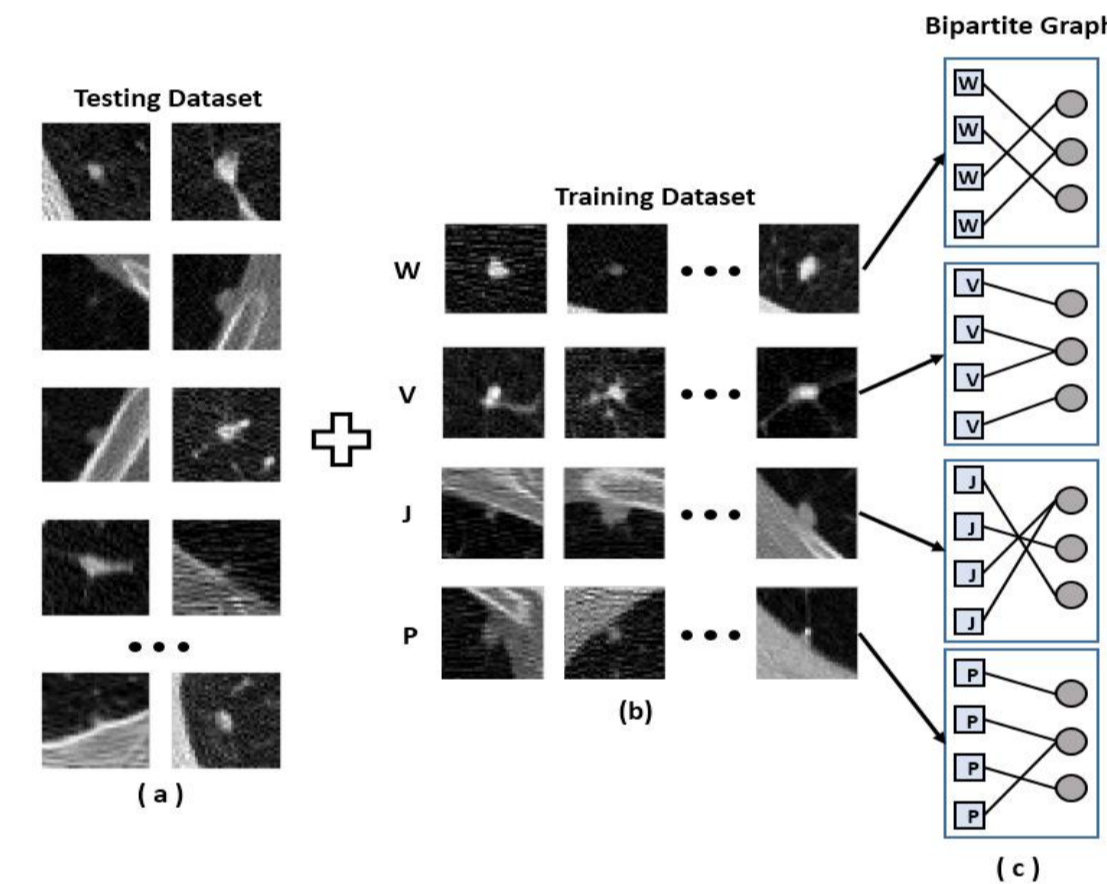 Bipartite Graph
Testing Dataset
Training Dataset
W
V
J
P
W
W
W
W
V
V
V
V
J
J
J
J
P
P
P
P
( a )
(b)
( c )